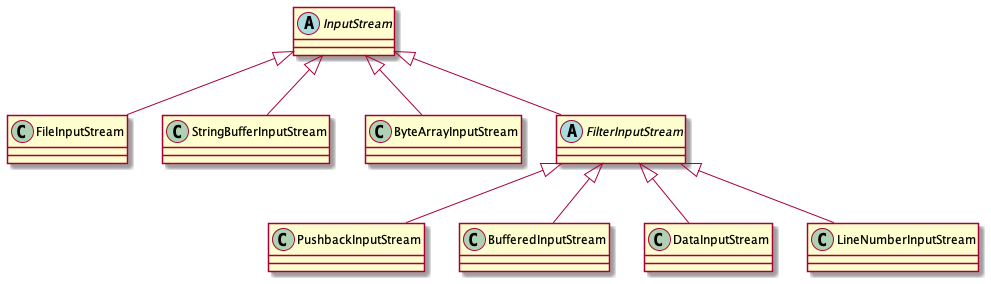 A InputStream
C FileInputStream
C StringBufferInputStream
C ByteArrayInputStream
A FilterInputStream
C PushbackInputStream
C BufferedInputStream
C DataInputStream
C LineNumberInputStream